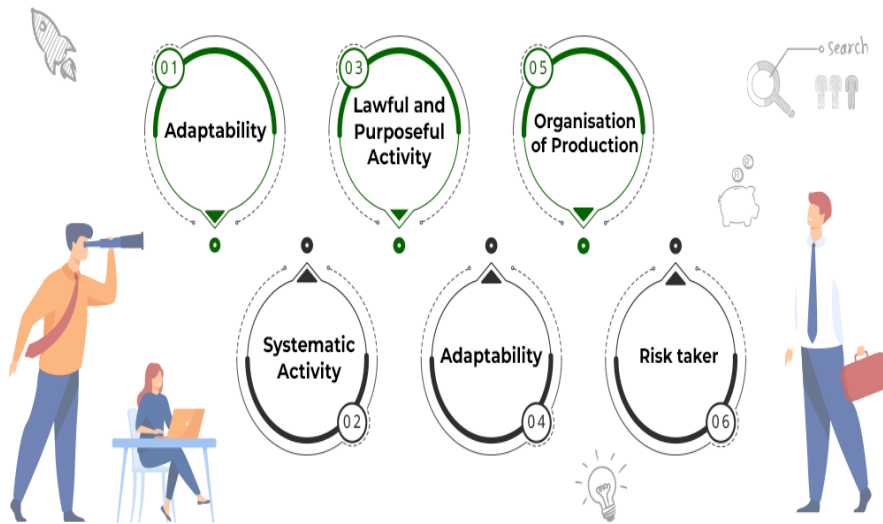 01
Adaptability
03
Lawful and
Purposeful
Activity
05
Organisation
of Production
search
Systematic
Activity
02
Adaptability
04
Risk taker
06